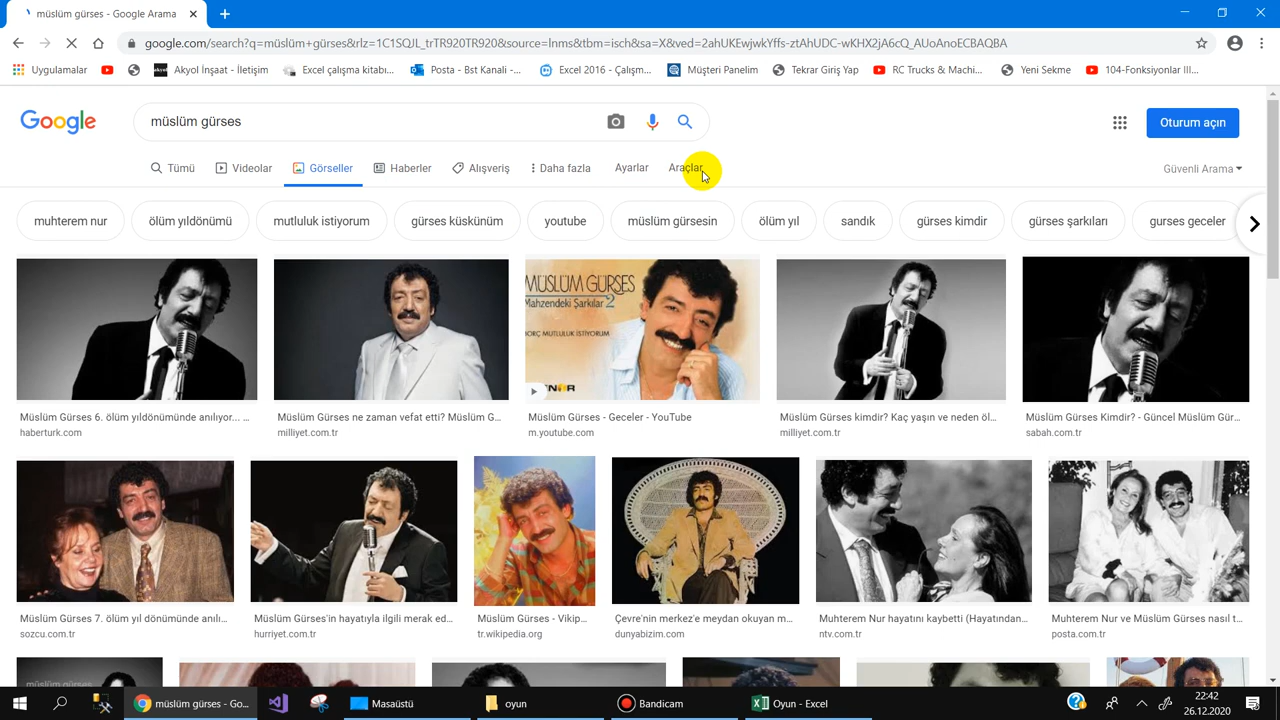 müslüm gürses - Google Arama
google.com/search?q=müslüm+gürses&rlz=1C1SQJL_trTR920TR920&source=lnms&tbm=isch&sa=X&ved=2ahUKEwjwkYffs-ztAhUDC-wKHX2jA6cQ_AUoAnoECBAQBA
Uygulamalar Akyol İnşaat - İletişim Excel çalışma kitabı... Posta - Bst Kanali -... Excel 2016 - Çalışm... Müşteri Panelim Tekrar Giriş Yap RC Trucks & Machi... Yeni Sekme 104-Fonksiyonlar III...
Google müslüm gürses Oturum açın
Tümü Videolar Görseller Haberler Alışveriş Daha fazla Ayarlar Araçlar Güvenli Arama
muhterem nur ölüm yıldönümü mutluluk istiyorum gürses küskünüm youtube müslüm gürsesin ölüm yıl sandık gürses kimdir gürses şarkıları gurses geceler
MÜSLÜM GÜRSES
Mahzendeki Şarkılar 2
BORÇ MUTLULUK İSTİYORUM
Müslüm Gürses 6. ölüm yıldönümünde anılıyor... ... Müslüm Gürses ne zaman vefat etti? Müslüm G... Müslüm Gürses - Geceler - YouTube Müslüm Gürses kimdir? Kaç yaşın ve neden öl... Müslüm Gürses Kimdir? - Güncel Müslüm Gür...
haberturk.com milliyet.com.tr m.youtube.com milliyet.com.tr sabah.com.tr
Müslüm Gürses 7. ölüm yıl dönümünde anılı... Müslüm Gürses'in hayatıyla ilgili merak ed... Müslüm Gürses - Vikip... Çevre'nin merkez'e meydan okuyan m... Muhterem Nur hayatını kaybetti (Hayatından... Muhterem Nur ve Müslüm Gürses nasıl t...
sozcu.com.tr hurriyet.com.tr tr.wikipedia.org dunyabizim.com ntv.com.tr posta.com.tr
müslüm gürses
müslüm gürses - Go... Masaüstü oyun Bandicam Oyun - Excel
22:42
26.12.2020